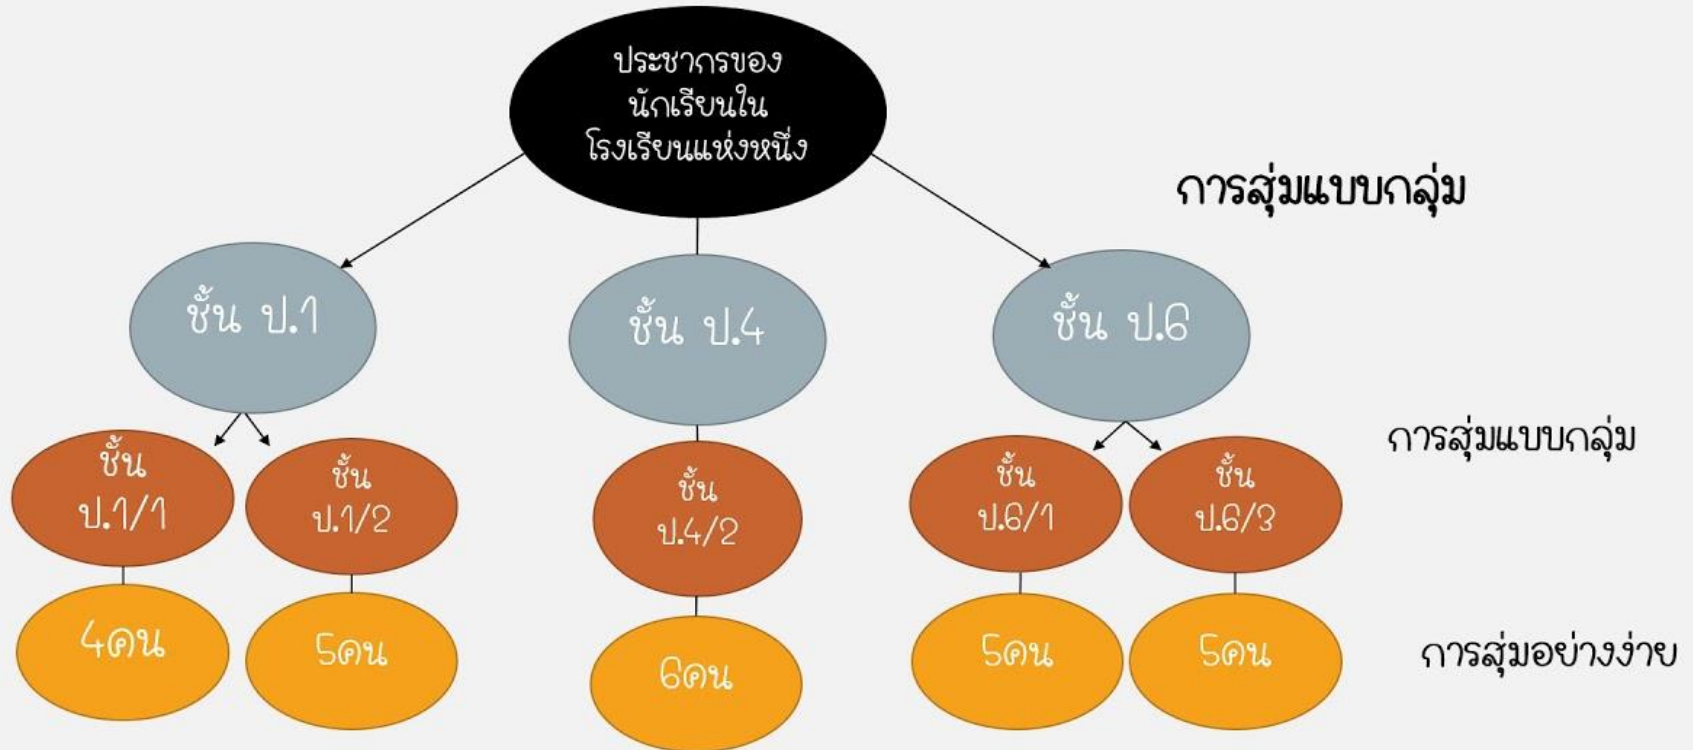 ประชากรของ
นักเรียนใน
โรงเรียนแห่งหนึ่ง
การสุ่มแบบกลุ่ม
ชั้น ป.1
ชั้น ป.4
ชั้น ป.6
การสุ่มแบบกลุ่ม
ชั้น
ป.1/1
ชั้น
ป.1/2
ชั้น
ป.4/2
ชั้น
ป.6/1
ชั้น
ป.6/3
4คน
5คน
6คน
5คน
5คน
การสุ่มอย่างง่าย